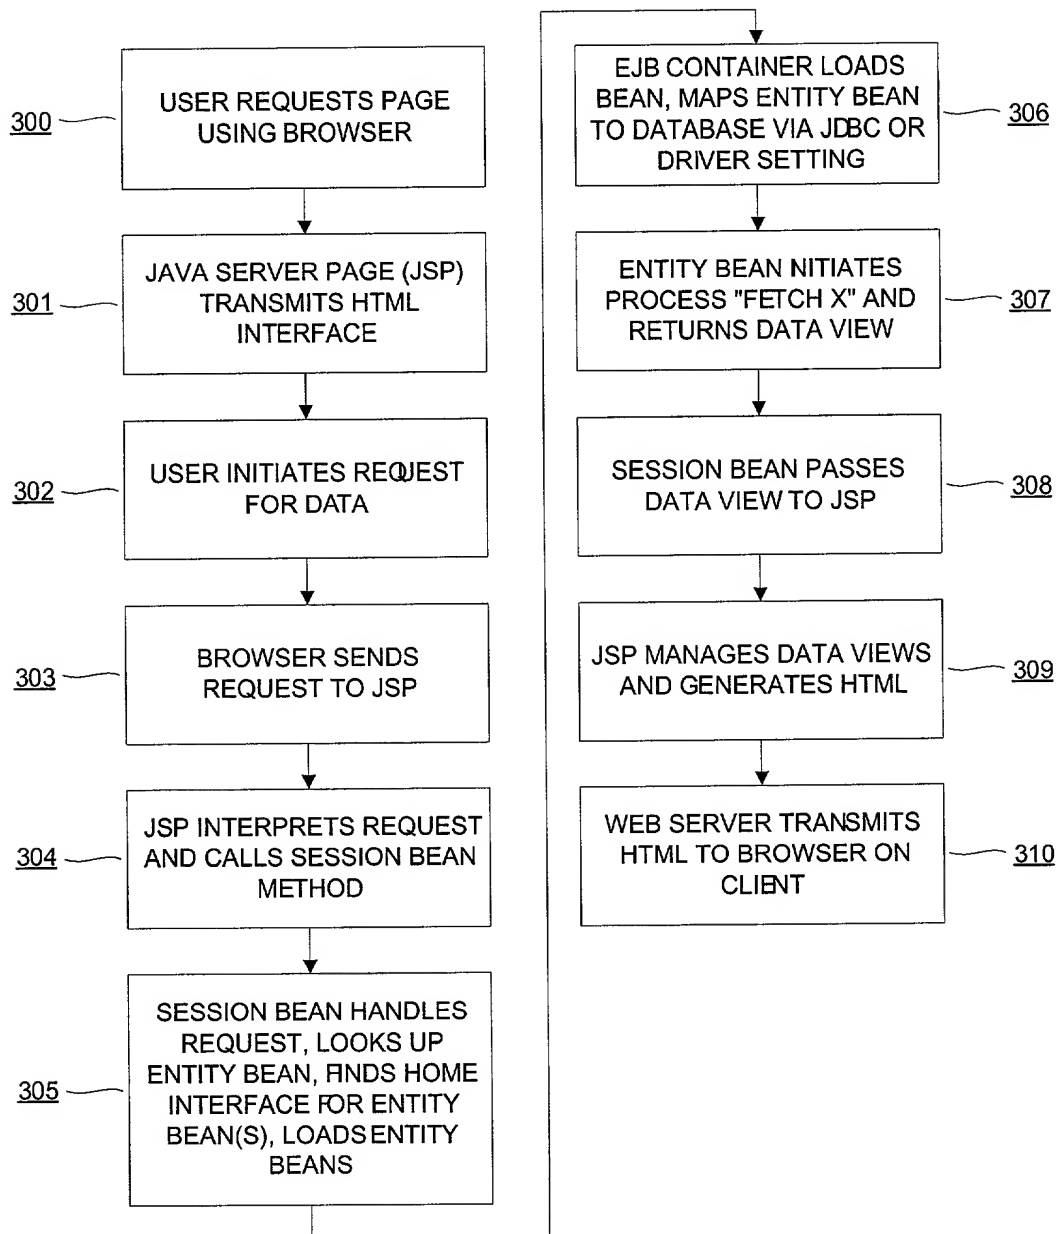 300
USER REQUESTS PAGE
USING BROWSER
301
JAVA SERVER PAGE (JSP)
TRANSMITS HTML
INTERFACE
302
USER INITIATES REQUEST
FOR DATA
303
BROWSER SENDS
REQUEST TO JSP
304
JSP INTERPRETS REQUEST
AND CALLS SESSION BEAN
METHOD
305
SESSION BEAN HANDLES
REQUEST, LOOKS UP
ENTITY BEAN, FINDS HOME
INTERFACE FOR ENTITY
BEAN(S), LOADS ENTITY
BEANS
EJB CONTAINER LOADS
BEAN, MAPS ENTITY BEAN
TO DATABASE VIA JDBC OR
DRIVER SETTING
306
ENTITY BEAN INITIATES
PROCESS "FETCH X" AND
RETURNS DATA VIEW
307
SESSION BEAN PASSES
DATA VIEW TO JSP
308
JSP MANAGES DATA VIEWS
AND GENERATES HTML
309
WEB SERVER TRANSMITS
HTML TO BROWSER ON
CLIENT
310